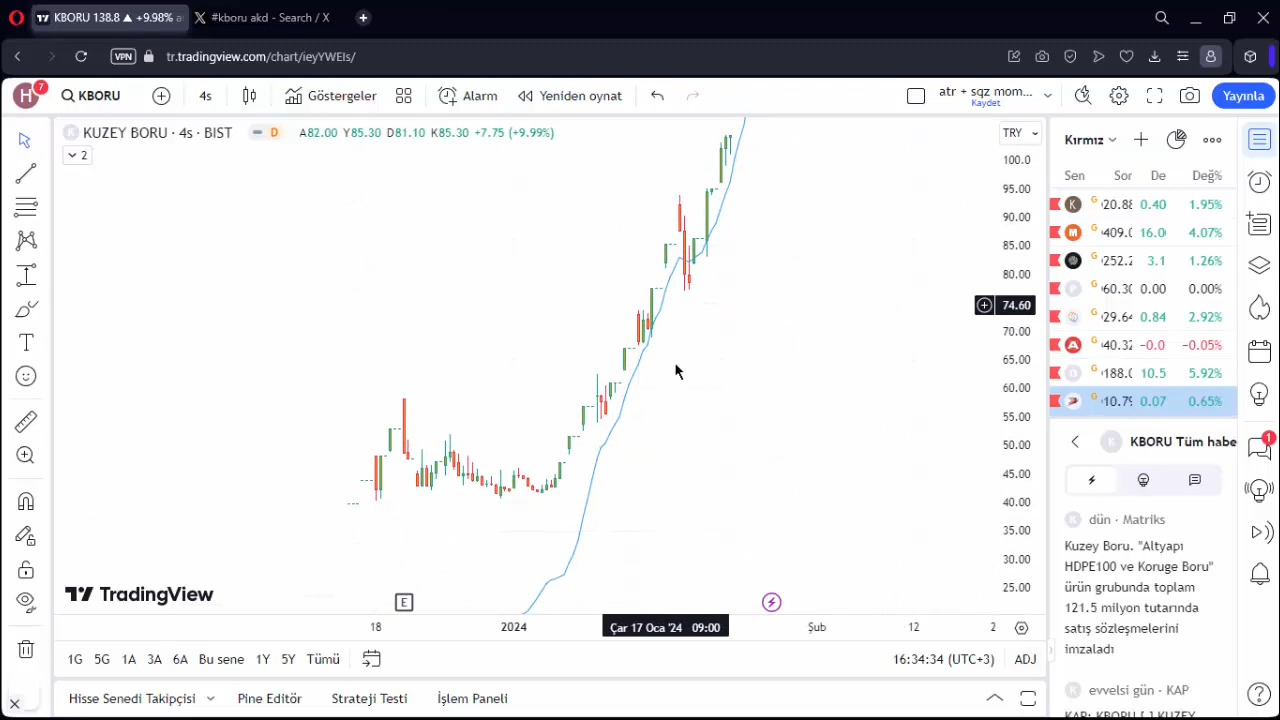 KBORU 138.8 ▲ +9.98%
#kboru akd - Search / X
VPN
tr.tradingview.com/chart/ieyYWEIs/
H
7
KBORU
4s
Göstergeler
Alarm
Yeniden oynat
atr + sqz mom...
Kaydet
Yayınla
KUZEY BORU · 4s · BIST
D
A82.00 Y85.30 D81.10 K85.30 +7.75 (+9.99%)
2
TRY
100.0
95.00
90.00
85.00
80.00
74.60
70.00
65.00
60.00
55.00
50.00
45.00
40.00
35.00
30.00
25.00
TradingView
E
18
2024
Çar 17 Oca '24 09:00
Şub
12
2
1G 5G 1A 3A 6A Bu sene 1Y 5Y Tümü
16:34:34 (UTC+3)
ADJ
Hisse Senedi Takipçisi
Pine Editör
Strateji Testi
İşlem Paneli
Kırmız
Sen Sor De Değ%
K G 20.88 0.40 1.95%
M G 409.0 16.0 4.07%
G 252.2 3.1 1.26%
G 60.30 0.00 0.00%
G 29.64 0.84 2.92%
A G 40.32 -0.0 -0.05%
G 188.0 10.5 5.92%
G 10.79 0.07 0.65%
K KBORU Tüm habe
K dün · Matriks
Kuzey Boru. "Altyapı
HDPE100 ve Koruge Boru"
ürün grubunda toplam
121.5 milyon tutarında
satış sözleşmelerini
imzaladı
K evvelsi gün · KAP
KAP: KBORU [ ] KUZEY
1